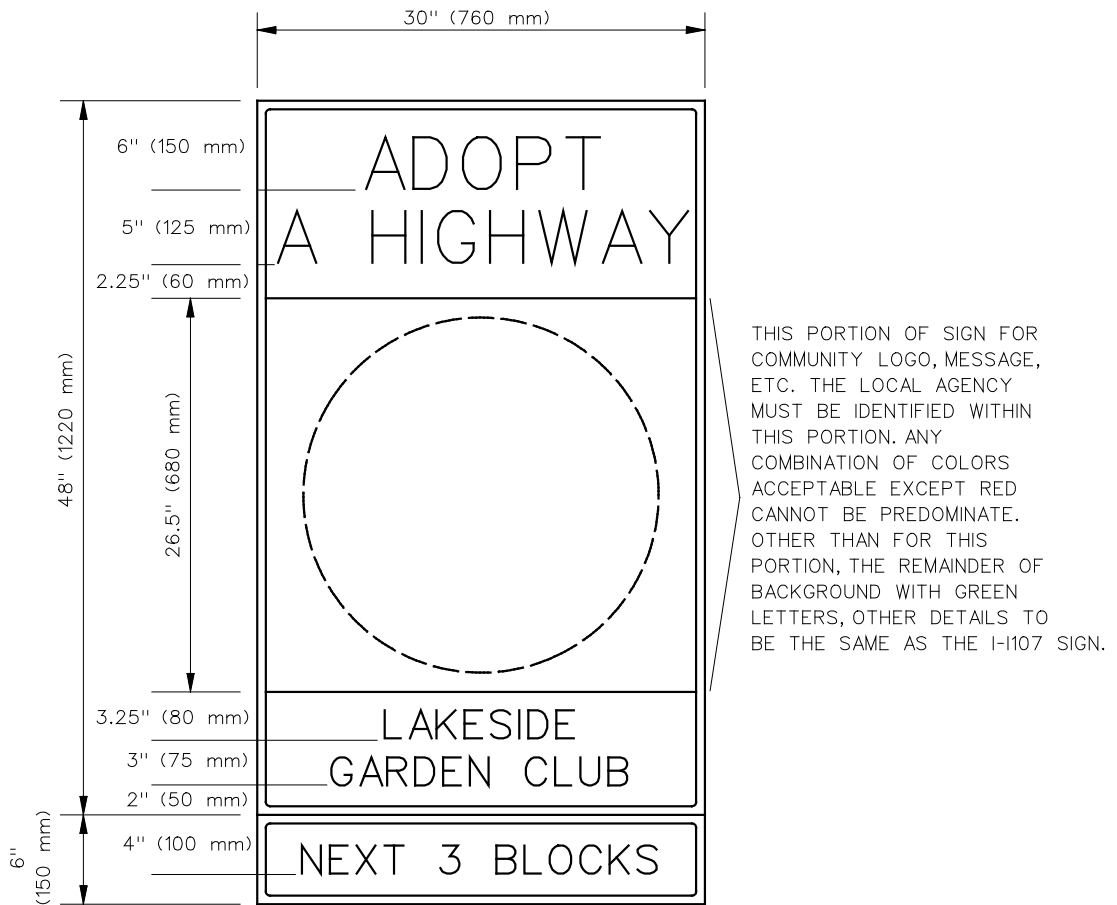 30" (760 mm)
6" (150 mm)
ADOPT
5" (125 mm)
A HIGHWAY
2.25" (60 mm)
48" (1220 mm)
26.5" (680 mm)
THIS PORTION OF SIGN FOR
COMMUNITY LOGO, MESSAGE,
ETC. THE LOCAL AGENCY
MUST BE IDENTIFIED WITHIN
THIS PORTION. ANY
COMBINATION OF COLORS
ACCEPTABLE EXCEPT RED
CANNOT BE PREDOMINATE.
OTHER THAN FOR THIS
PORTION, THE REMAINDER OF
BACKGROUND WITH GREEN
LETTERS, OTHER DETAILS TO
BE THE SAME AS THE I-I107 SIGN.
3.25" (80 mm)
LAKESIDE
3" (75 mm)
GARDEN CLUB
2" (50 mm)
6"
(150 mm)
4" (100 mm)
NEXT 3 BLOCKS